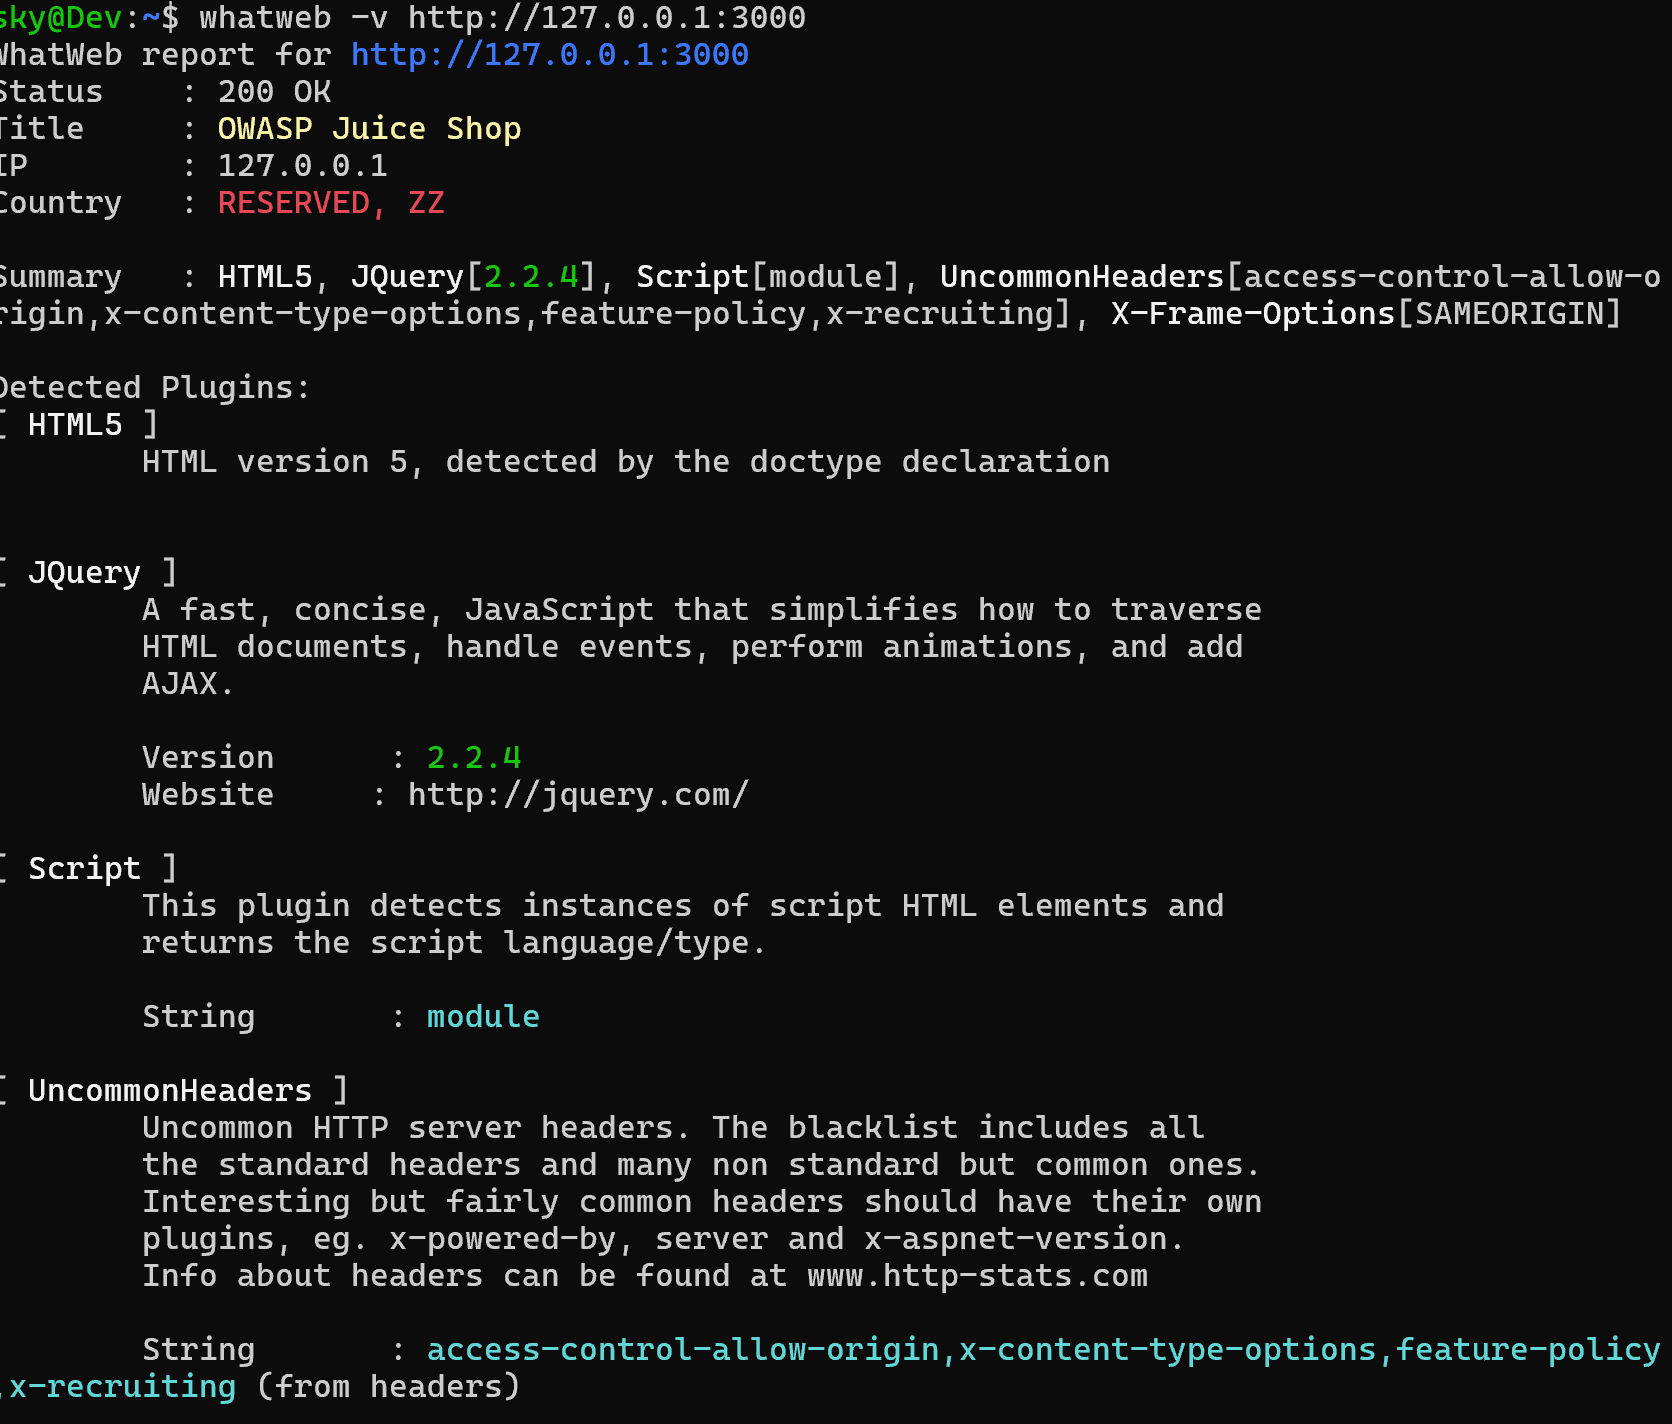 sky@Dev:~$ whatweb -v http://127.0.0.1:3000
WhatWeb report for http://127.0.0.1:3000
Status    : 200 OK
Title     : OWASP Juice Shop
IP        : 127.0.0.1
Country   : RESERVED, ZZ
Summary   : HTML5, JQuery[2.2.4], Script[module], UncommonHeaders[access-control-allow-o
rigin,x-content-type-options,feature-policy,x-recruiting], X-Frame-Options[SAMEORIGIN]
Detected Plugins:
[ HTML5 ]
HTML version 5, detected by the doctype declaration
[ JQuery ]
A fast, concise, JavaScript that simplifies how to traverse
HTML documents, handle events, perform animations, and add
AJAX.
Version      : 2.2.4
Website     : http://jquery.com/
[ Script ]
This plugin detects instances of script HTML elements and
returns the script language/type.
String       : module
[ UncommonHeaders ]
Uncommon HTTP server headers. The blacklist includes all
the standard headers and many non standard but common ones.
Interesting but fairly common headers should have their own
plugins, eg. x-powered-by, server and x-aspnet-version.
Info about headers can be found at www.http-stats.com
String       : access-control-allow-origin,x-content-type-options,feature-policy
,x-recruiting (from headers)